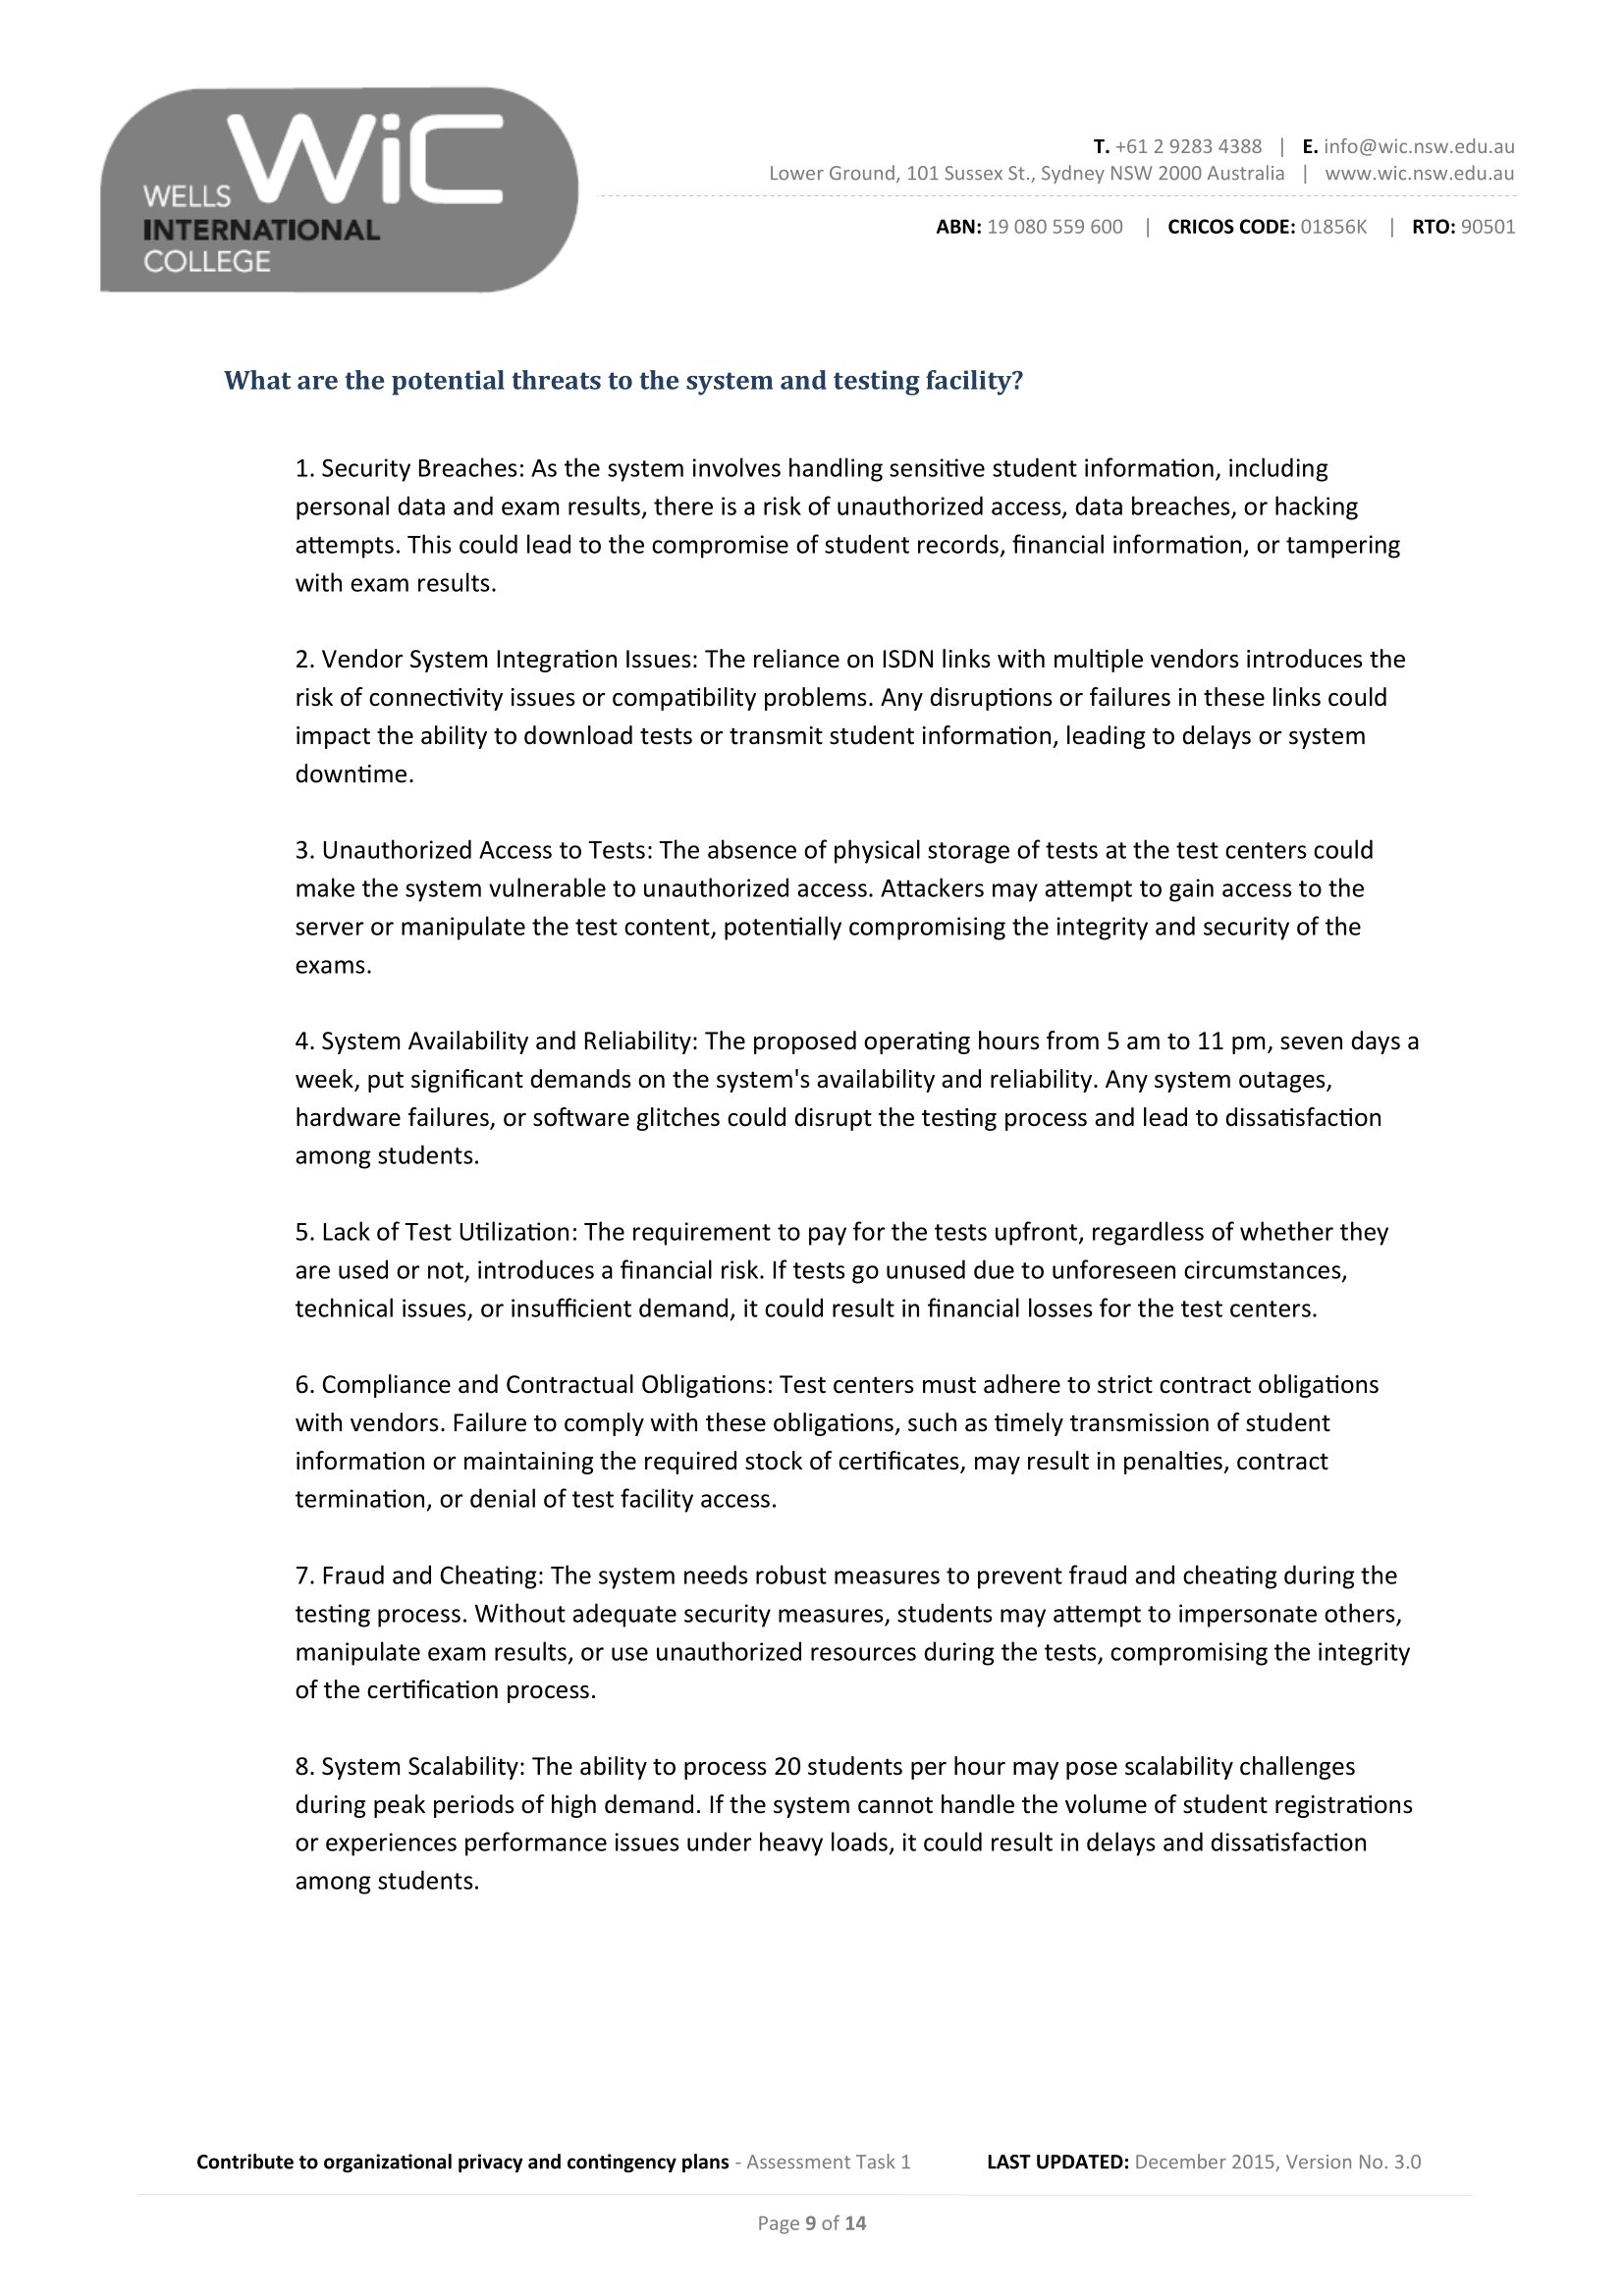 WiC
WELLS
INTERNATIONAL
COLLEGE
T. +61 2 9283 4388 | E. info@wic.nsw.edu.au
Lower Ground, 101 Sussex St., Sydney NSW 2000 Australia | www.wic.nsw.edu.au
ABN: 19 080 559 600 | CRICOS CODE: 01856K | RTO: 90501
What are the potential threats to the system and testing facility?
1. Security Breaches: As the system involves handling sensitive student information, including
personal data and exam results, there is a risk of unauthorized access, data breaches, or hacking
attempts. This could lead to the compromise of student records, financial information, or tampering
with exam results.
2. Vendor System Integration Issues: The reliance on ISDN links with multiple vendors introduces the
risk of connectivity issues or compatibility problems. Any disruptions or failures in these links could
impact the ability to download tests or transmit student information, leading to delays or system
downtime.
3. Unauthorized Access to Tests: The absence of physical storage of tests at the test centers could
make the system vulnerable to unauthorized access. Attackers may attempt to gain access to the
server or manipulate the test content, potentially compromising the integrity and security of the
exams.
4. System Availability and Reliability: The proposed operating hours from 5 am to 11 pm, seven days a
week, put significant demands on the system's availability and reliability. Any system outages,
hardware failures, or software glitches could disrupt the testing process and lead to dissatisfaction
among students.
5. Lack of Test Utilization: The requirement to pay for the tests upfront, regardless of whether they
are used or not, introduces a financial risk. If tests go unused due to unforeseen circumstances,
technical issues, or insufficient demand, it could result in financial losses for the test centers.
6. Compliance and Contractual Obligations: Test centers must adhere to strict contract obligations
with vendors. Failure to comply with these obligations, such as timely transmission of student
information or maintaining the required stock of certificates, may result in penalties, contract
termination, or denial of test facility access.
7. Fraud and Cheating: The system needs robust measures to prevent fraud and cheating during the
testing process. Without adequate security measures, students may attempt to impersonate others,
manipulate exam results, or use unauthorized resources during the tests, compromising the integrity
of the certification process.
8. System Scalability: The ability to process 20 students per hour may pose scalability challenges
during peak periods of high demand. If the system cannot handle the volume of student registrations
or experiences performance issues under heavy loads, it could result in delays and dissatisfaction
among students.
Contribute to organizational privacy and contingency plans - Assessment Task 1 LAST UPDATED: December 2015, Version No. 3.0
Page 9 of 14